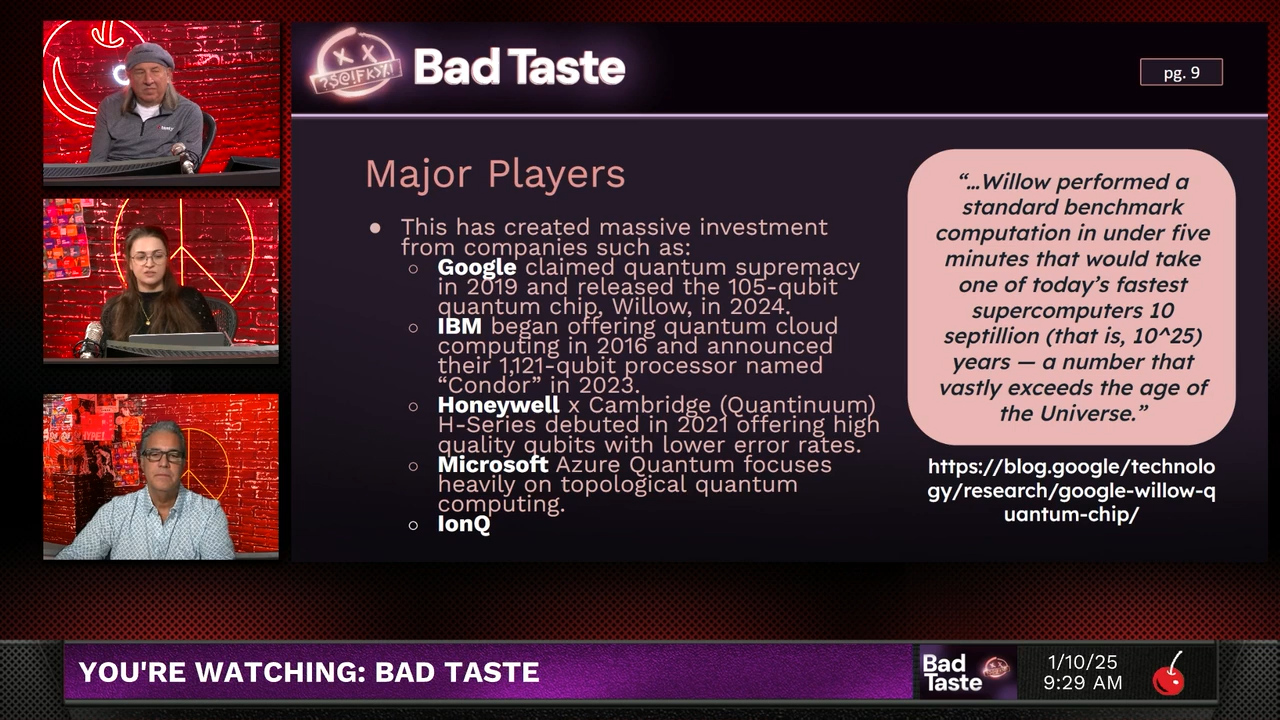 ?$@!FK%?!
Bad Taste
pg. 9
Major Players
This has created massive investment
from companies such as:
Google claimed quantum supremacy
in 2019 and released the 105-qubit
quantum chip, Willow, in 2024.
IBM began offering quantum cloud
computing in 2016 and announced
their 1,121-qubit processor named
“Condor” in 2023.
Honeywell x Cambridge (Quantinuum)
H-Series debuted in 2021 offering high
quality qubits with lower error rates.
Microsoft Azure Quantum focuses
heavily on topological quantum
computing.
IonQ
“…Willow performed a
standard benchmark
computation in under five
minutes that would take
one of today’s fastest
supercomputers 10
septillion (that is, 10^25)
years — a number that
vastly exceeds the age of
the Universe.”
https://blog.google/technolo
gy/research/google-willow-q
uantum-chip/
YOU'RE WATCHING: BAD TASTE
Bad
Taste
1/10/25
9:29 AM